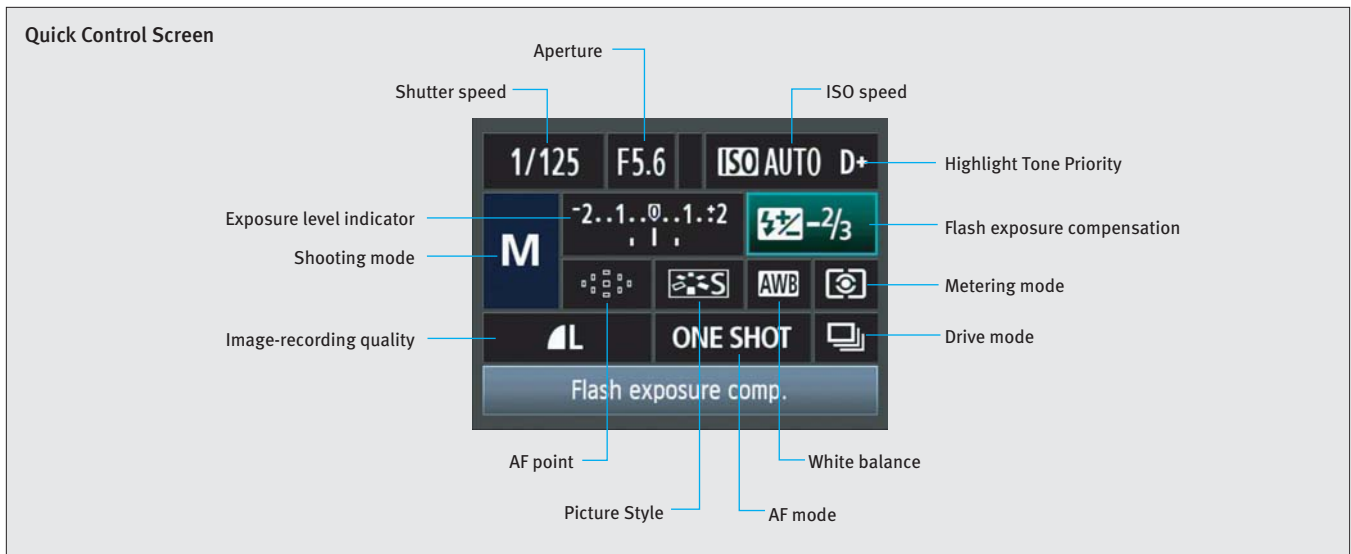 Quick Control Screen
Aperture
Shutter speed
ISO speed
1/125 F5.6 ISO AUTO D+
Highlight Tone Priority
Exposure level indicator
-2..1..0..1..+2
-2/3
Flash exposure compensation
Shooting mode
M
S AWB
Metering mode
Image-recording quality
L ONE SHOT
Drive mode
Flash exposure comp.
AF point
White balance
Picture Style
AF mode